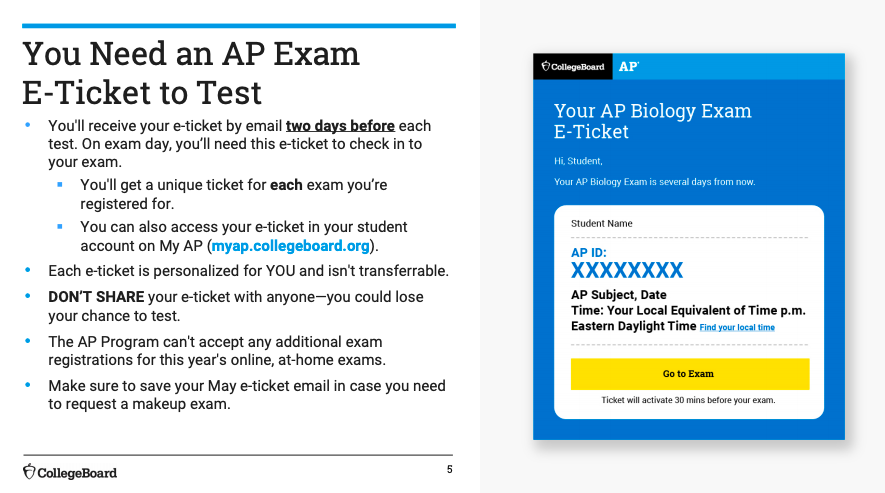 You Need an AP Exam
E-Ticket to Test
You'll receive your e-ticket by email two days before each
test. On exam day, you’ll need this e-ticket to check in to
your exam.
You'll get a unique ticket for each exam you’re
registered for.
You can also access your e-ticket in your student
account on My AP (myap.collegeboard.org).
Each e-ticket is personalized for YOU and isn't transferrable.
DON’T SHARE your e-ticket with anyone—you could lose
your chance to test.
The AP Program can't accept any additional exam
registrations for this year's online, at-home exams.
Make sure to save your May e-ticket email in case you need
to request a makeup exam.
CollegeBoard
5
CollegeBoard AP®
Your AP Biology Exam
E-Ticket
Hi, Student,
Your AP Biology Exam is several days from now.
Student Name
AP ID:
XXXXXXXX
AP Subject, Date
Time: Your Local Equivalent of Time p.m.
Eastern Daylight Time Find your local time
Go to Exam
Ticket will activate 30 mins before your exam.